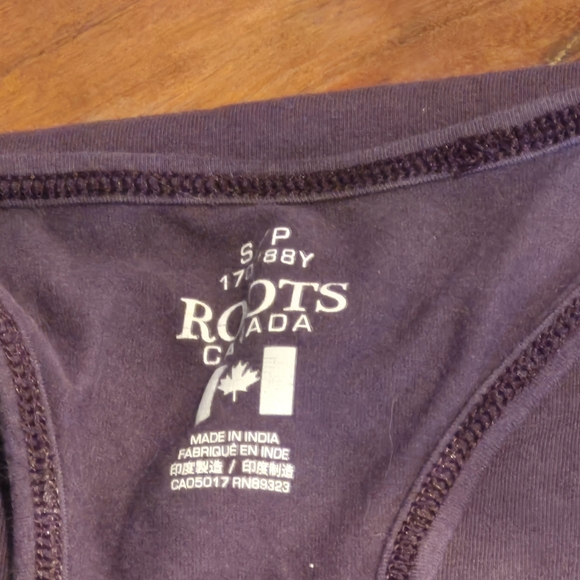 S/P
170/88Y
ROOTS
CANADA
MADE IN INDIA
FABRIQUÉ EN INDE
印度製造 / 印度制造
CA05017 RN89323